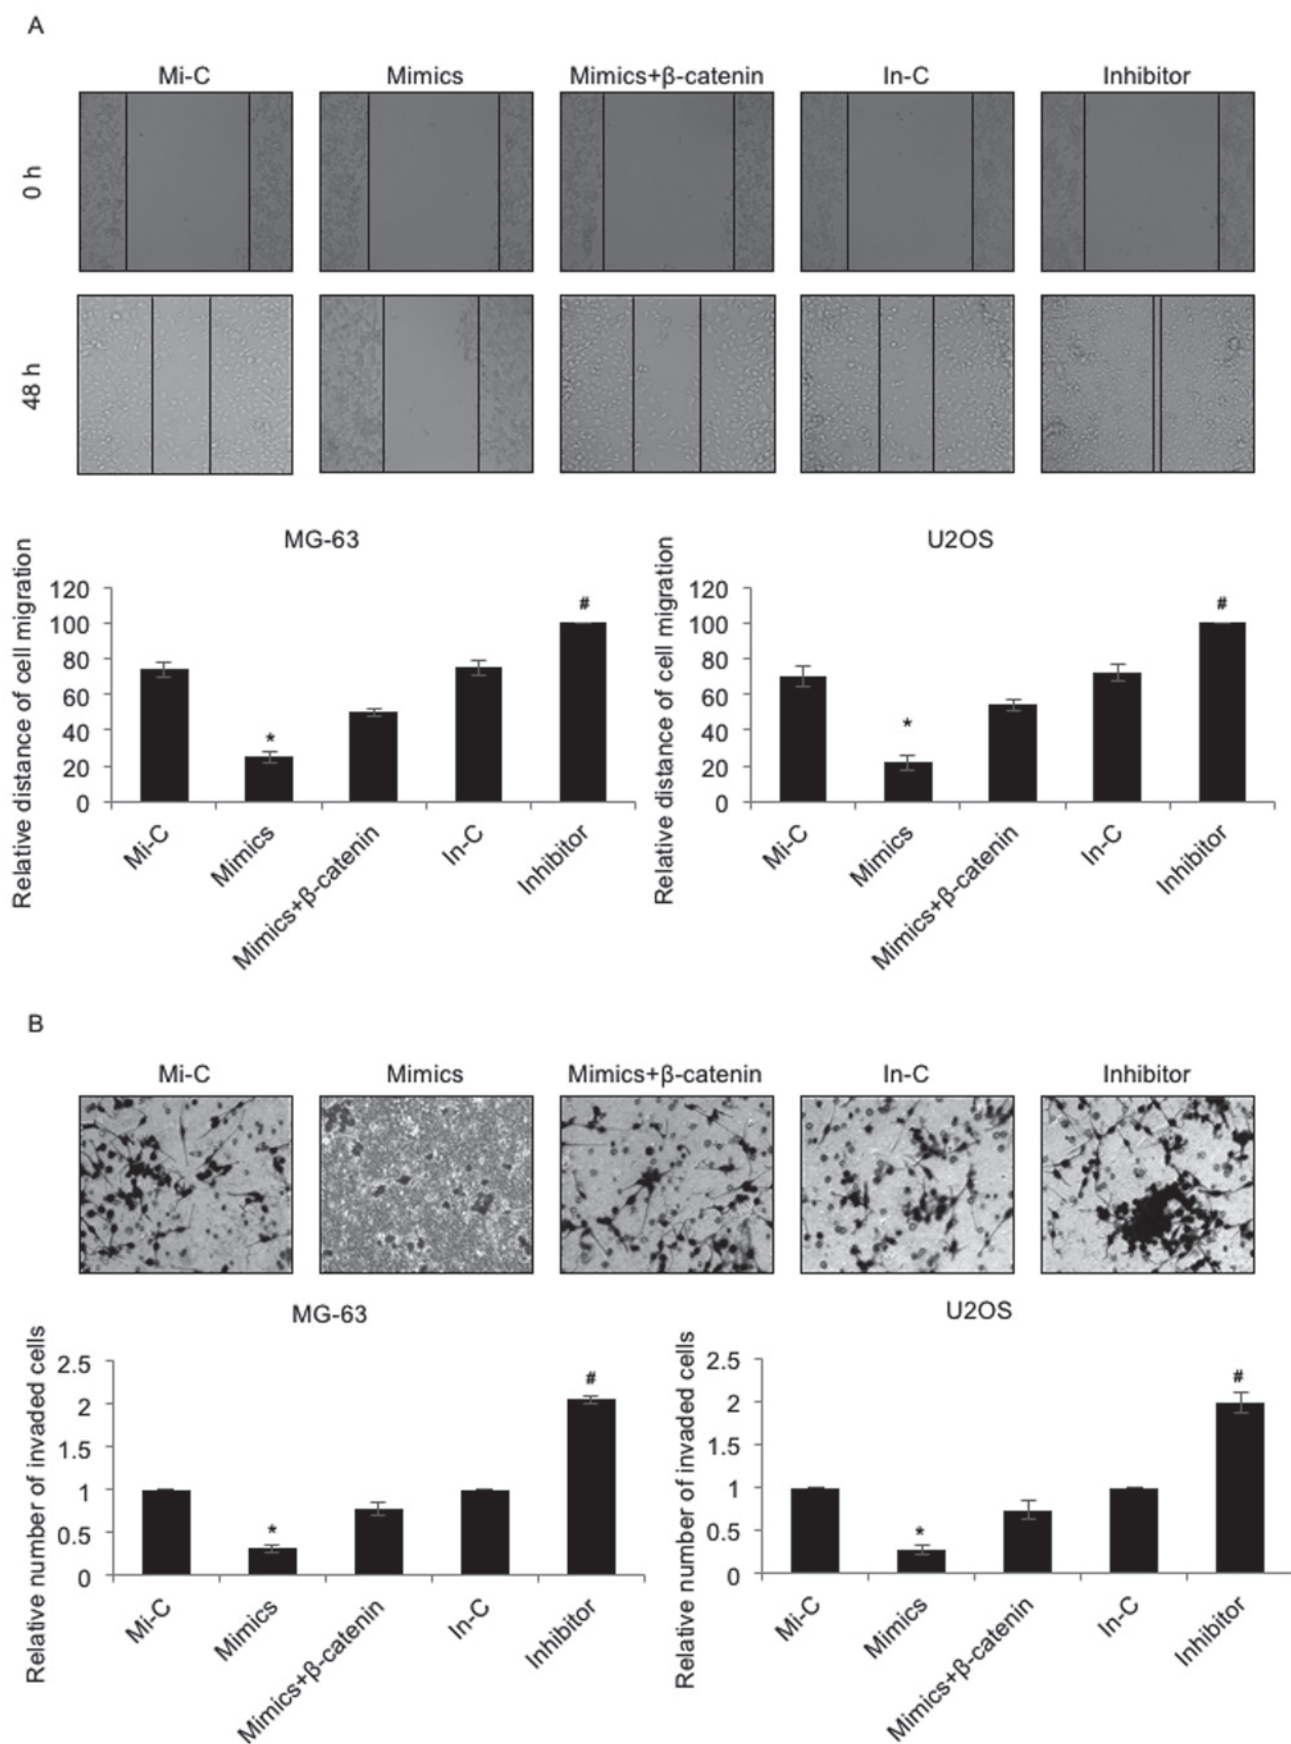 A
Mi-C Mimics Mimics+β-catenin In-C Inhibitor
0 h
48 h
MG-63
Relative distance of cell migration
120
100
80
60
40
20
0
*
#
Mi-C Mimics Mimics+β-catenin In-C Inhibitor
U2OS
Relative distance of cell migration
120
100
80
60
40
20
0
*
#
Mi-C Mimics Mimics+β-catenin In-C Inhibitor
B
Mi-C Mimics Mimics+β-catenin In-C Inhibitor
MG-63
Relative number of invaded cells
2.5
2
1.5
1
0.5
0
*
#
Mi-C Mimics Mimics+β-catenin In-C Inhibitor
U2OS
Relative number of invaded cells
2.5
2
1.5
1
0.5
0
*
#
Mi-C Mimics Mimics+β-catenin In-C Inhibitor